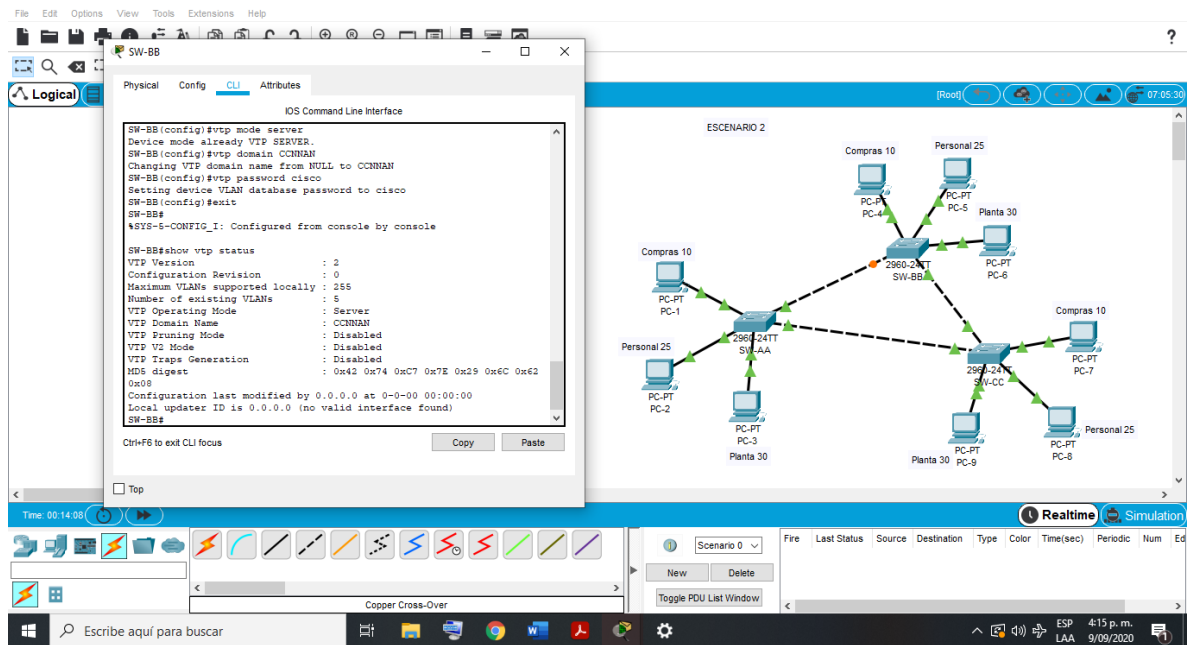 File Edit Options View Tools Extensions Help
?
SW-BB
Physical Config CLI Attributes
IOS Command Line Interface
SW-BB(config)#vtp mode server
Device mode already VTP SERVER.
SW-BB(config)#vtp domain CCNNAN
Changing VTP domain name from NULL to CCNNAN
SW-BB(config)#vtp password cisco
Setting device VLAN database password to cisco
SW-BB(config)#exit
SW-BB#
%SYS-5-CONFIG_I: Configured from console by console
SW-BB#show vtp status
VTP Version : 2
Configuration Revision : 0
Maximum VLANs supported locally : 255
Number of existing VLANs : 5
VTP Operating Mode : Server
VTP Domain Name : CCNNAN
VTP Pruning Mode : Disabled
VTP V2 Mode : Disabled
VTP Traps Generation : Disabled
MD5 digest : 0x42 0x74 0xC7 0x7E 0x29 0x6C 0x62
0x08
Configuration last modified by 0.0.0.0 at 0-0-00 00:00:00
Local updater ID is 0.0.0.0 (no valid interface found)
SW-BB#
Ctrl+F6 to exit CLI focus
Copy
Paste
Top
Logical
[Root]
07:05:30
ESCENARIO 2
Compras 10
Personal 25
PC-PT
PC-4
PC-PT
PC-5
Planta 30
2960-24TT
SW-BB
PC-PT
PC-6
Compras 10
PC-PT
PC-1
2960-24TT
SW-AA
Personal 25
PC-PT
PC-2
PC-PT
PC-3
Planta 30
Compras 10
PC-PT
PC-7
2960-24TT
SW-CC
Personal 25
PC-PT
PC-8
Planta 30
PC-PT
PC-9
Time: 00:14:08
Realtime
Simulation
Copper Cross-Over
Scenario 0
New
Delete
Toggle PDU List Window
Fire Last Status Source Destination Type Color Time(sec) Periodic Num Ed
Escribe aquí para buscar
ESP
LAA
4:15 p. m.
9/09/2020
1